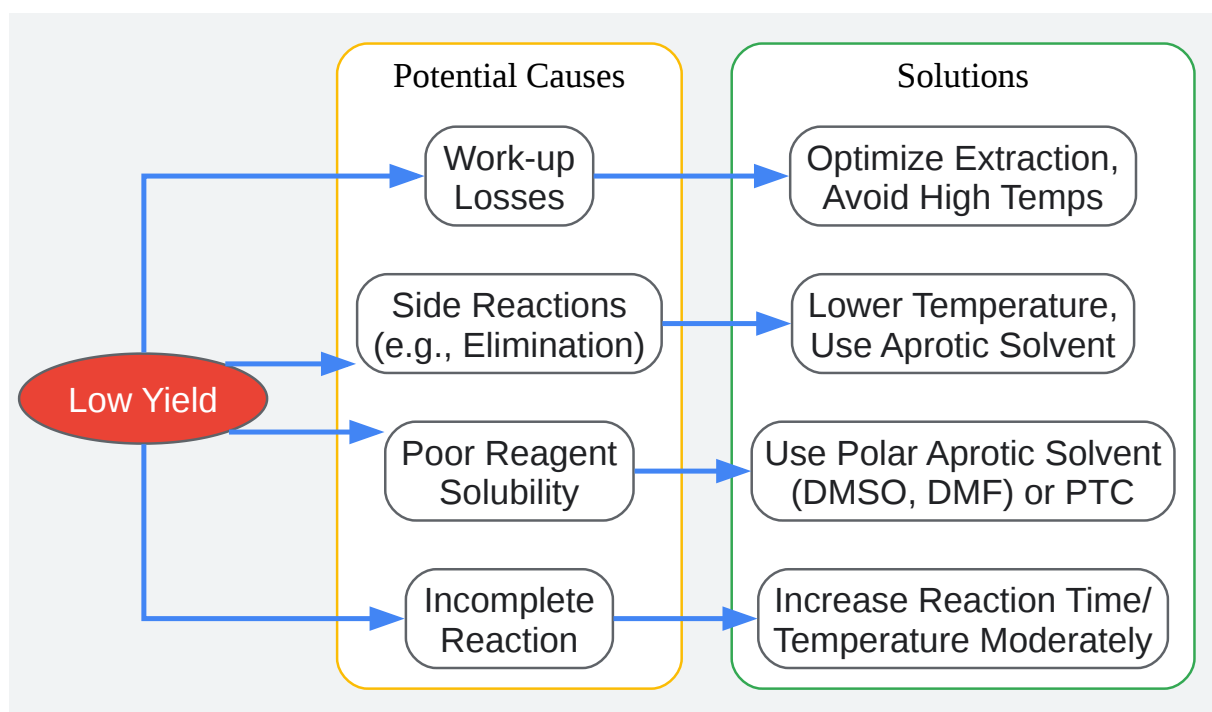 Potential Causes
Solutions
Work-up
Losses
Optimize Extraction,
Avoid High Temps
Side Reactions
(e.g., Elimination)
Lower Temperature,
Use Aprotic Solvent
Low Yield
Poor Reagent
Solubility
Use Polar Aprotic Solvent
(DMSO, DMF) or PTC
Incomplete
Reaction
Increase Reaction Time/
Temperature Moderately